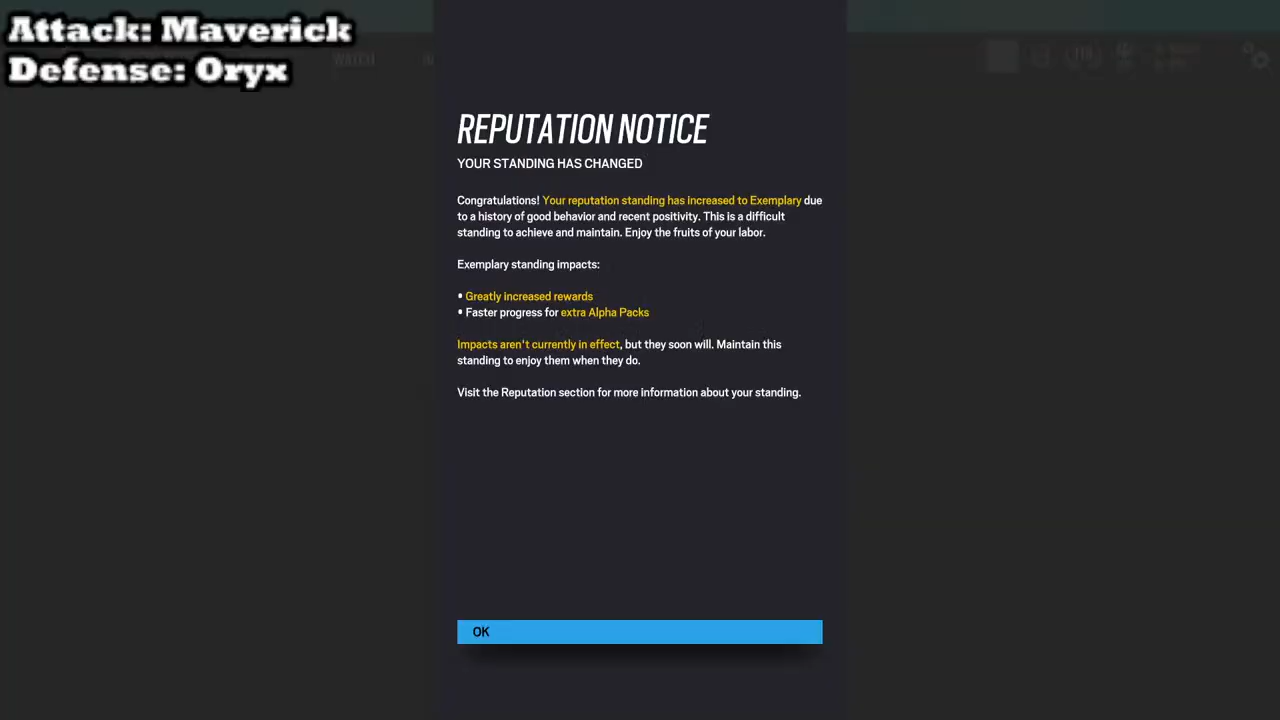 Attack: Maverick
Defense: Oryx
WATCH
REPUTATION NOTICE
YOUR STANDING HAS CHANGED
Congratulations! Your reputation standing has increased to Exemplary due
to a history of good behavior and recent positivity. This is a difficult
standing to achieve and maintain. Enjoy the fruits of your labor.
Exemplary standing impacts:
• Greatly increased rewards
• Faster progress for extra Alpha Packs
Impacts aren't currently in effect, but they soon will. Maintain this
standing to enjoy them when they do.
Visit the Reputation section for more information about your standing.
OK